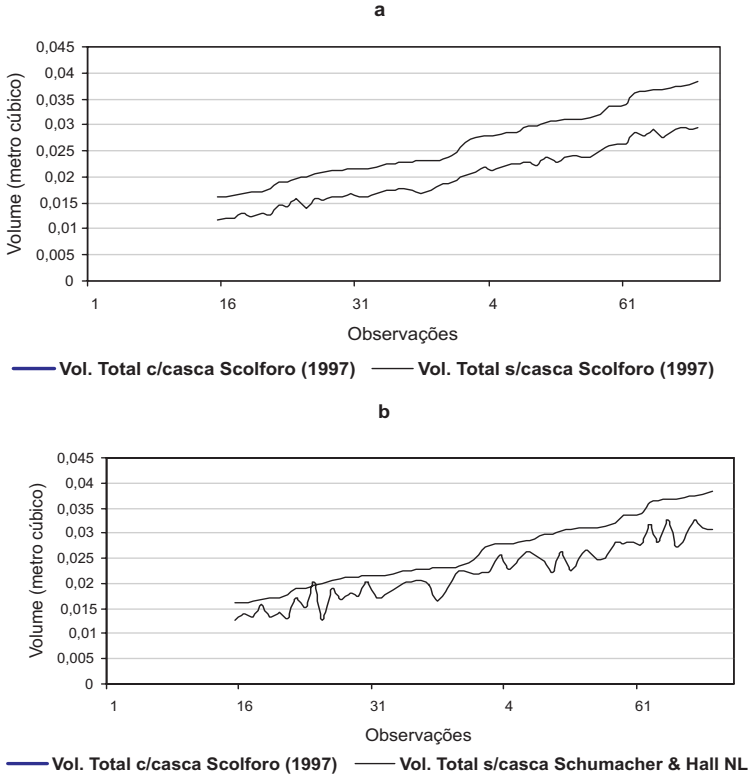 a
Volume (metro cúbico)
0,045
0,04
0,035
0,03
0,025
0,02
0,015
0,01
0,005
0
1 16 31 4 61
Observações
Vol. Total c/casca Scolforo (1997) Vol. Total s/casca Scolforo (1997)
b
Volume (metro cúbico)
0,045
0,04
0,035
0,03
0,025
0,02
0,015
0,01
0,005
0
1 16 31 4 61
Observações
Vol. Total c/casca Scolforo (1997) Vol. Total s/casca Schumacher & Hall NL